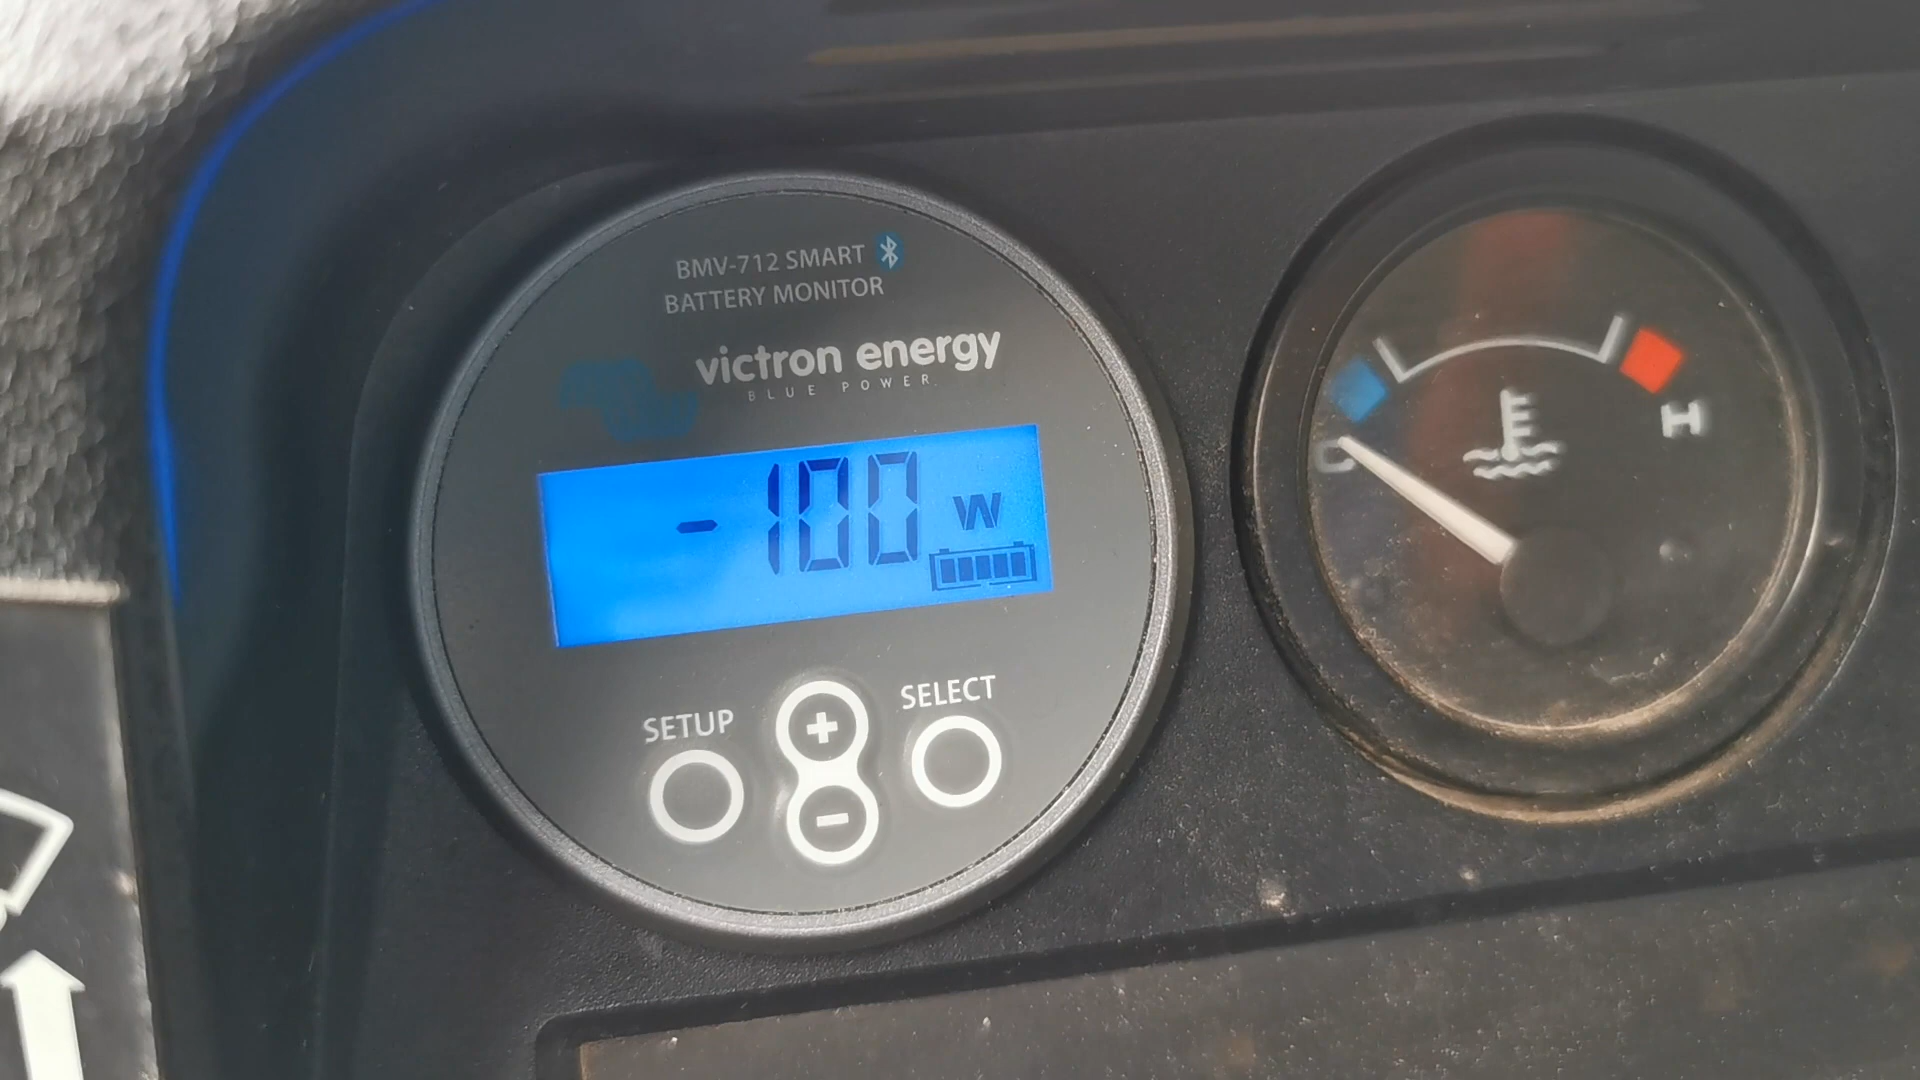 BMV-712 SMART
BATTERY MONITOR
victron energy
BLUE POWER
-100 W
SETUP
+
SELECT
-
C
H